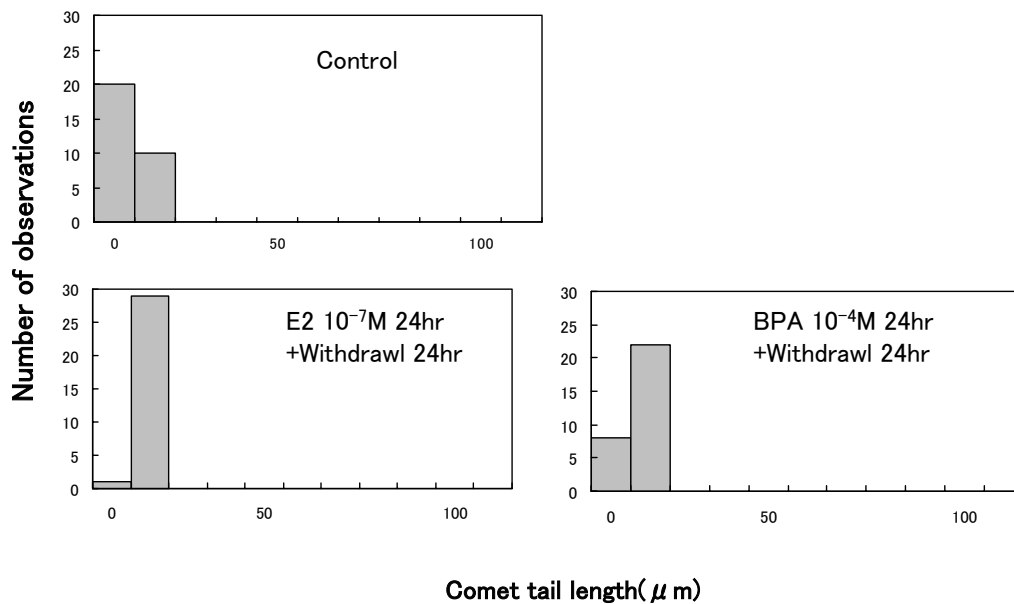 Number of observations
30
25
20
15
10
5
0
Control
0 50 100
30
25
20
15
10
5
0
E2 10⁻⁷M 24hr
+Withdrawl 24hr
0 50 100
30
25
20
15
10
5
0
BPA 10⁻⁴M 24hr
+Withdrawl 24hr
0 50 100
Comet tail length(μm)